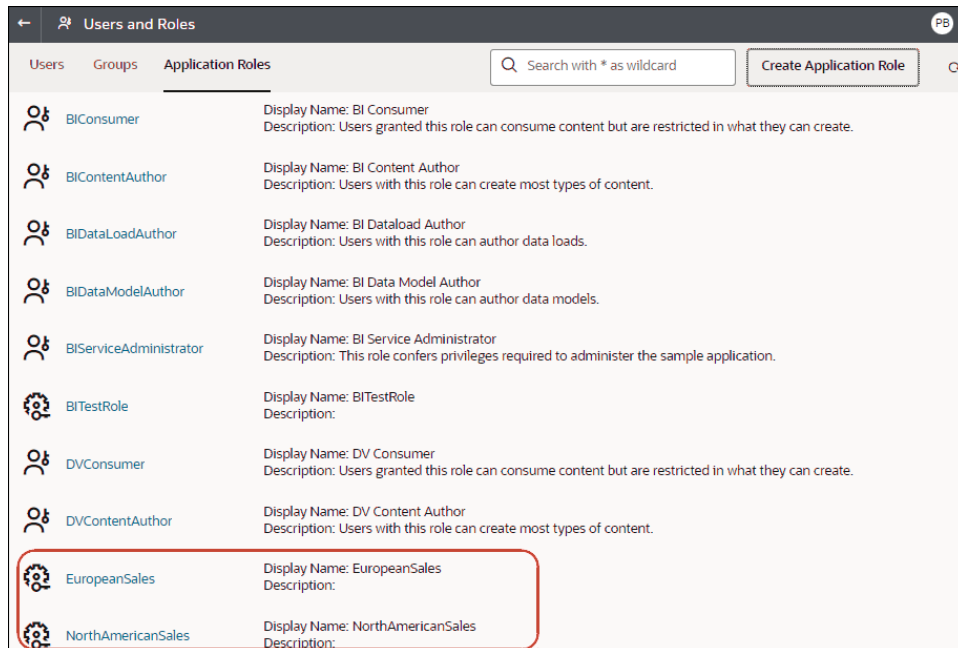 Users and Roles
PB
Users Groups Application Roles
Search with * as wildcard
Create Application Role
BIConsumer
Display Name: BI Consumer
Description: Users granted this role can consume content but are restricted in what they can create.
BIContentAuthor
Display Name: BI Content Author
Description: Users with this role can create most types of content.
BIDataLoadAuthor
Display Name: BI Dataload Author
Description: Users with this role can author data loads.
BIDataModelAuthor
Display Name: BI Data Model Author
Description: Users with this role can author data models.
BIServiceAdministrator
Display Name: BI Service Administrator
Description: This role confers privileges required to administer the sample application.
BITestRole
Display Name: BITestRole
Description:
DVConsumer
Display Name: DV Consumer
Description: Users granted this role can consume content but are restricted in what they can create.
DVContentAuthor
Display Name: DV Content Author
Description: Users with this role can create most types of content.
EuropeanSales
Display Name: EuropeanSales
Description:
NorthAmericanSales
Display Name: NorthAmericanSales
Description: